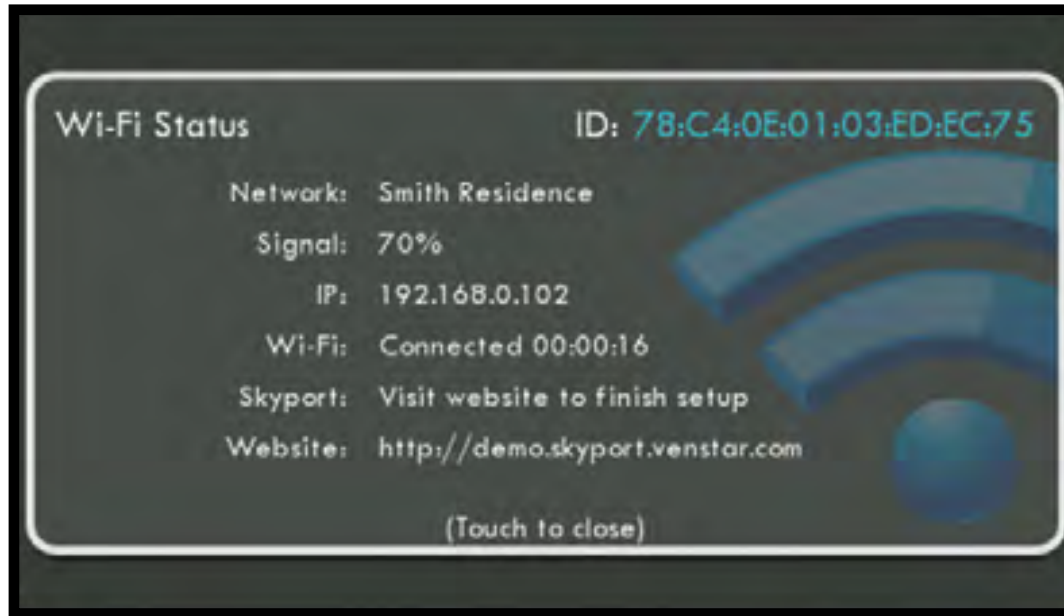 Wi-Fi Status ID: 78:C4:0E:01:03:ED:EC:75
Network: Smith Residence
Signal: 70%
IP: 192.168.0.102
Wi-Fi: Connected 00:00:16
Skyport: Visit website to finish setup
Website: http://demo.skyport.venstar.com
(Touch to close)